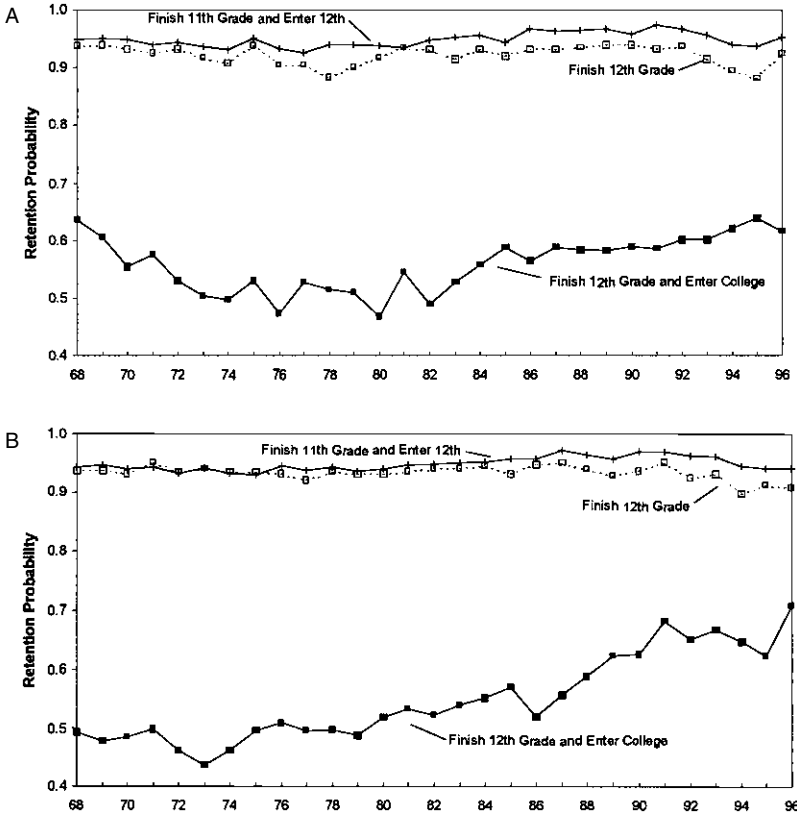 A
1.0
0.9
0.8
0.7
0.6
0.5
0.4
Retention Probability
Finish 11th Grade and Enter 12th
Finish 12th Grade
Finish 12th Grade and Enter College
68 70 72 74 76 78 80 82 84 86 88 90 92 94 96
B
1.0
0.9
0.8
0.7
0.6
0.5
0.4
Retention Probability
Finish 11th Grade and Enter 12th
Finish 12th Grade
Finish 12th Grade and Enter College
68 70 72 74 76 78 80 82 84 86 88 90 92 94 96